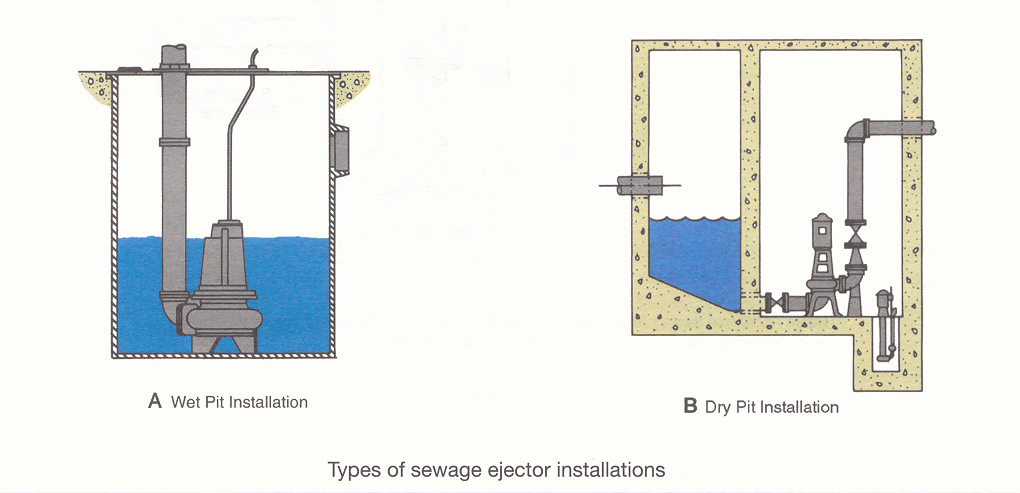 A Wet Pit Installation
B Dry Pit Installation
Types of sewage ejector installations